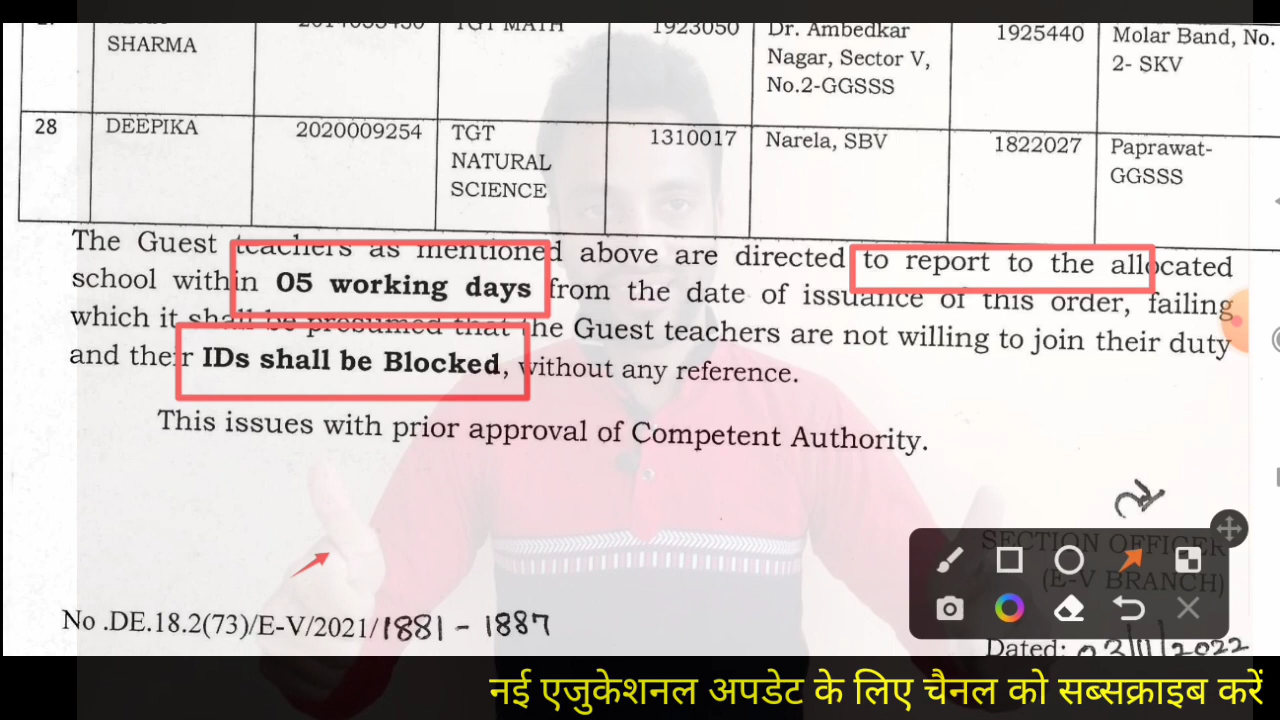 SHARMA
TGT MATH
1923050
Dr. Ambedkar
Nagar, Sector V,
No.2-GGSSS
1925440
Molar Band, No.
2- SKV
28
DEEPIKA
2020009254
TGT
NATURAL
SCIENCE
1310017
Narela, SBV
1822027
Paprawat-
GGSSS
The Guest teachers as mentioned above are directed to report to the allocated
school within 05 working days from the date of issuance of this order, failing
which it shall be presumed that the Guest teachers are not willing to join their duty
and their IDs shall be Blocked, without any reference.
This issues with prior approval of Competent Authority.
SECTION OFFICER
(E-V BRANCH)
No .DE.18.2(73)/E-V/2021/1881 - 1887
Dated: 03/11/2022
नई एजुकेशनल अपडेट के लिए चैनल को सब्सक्राइब करें